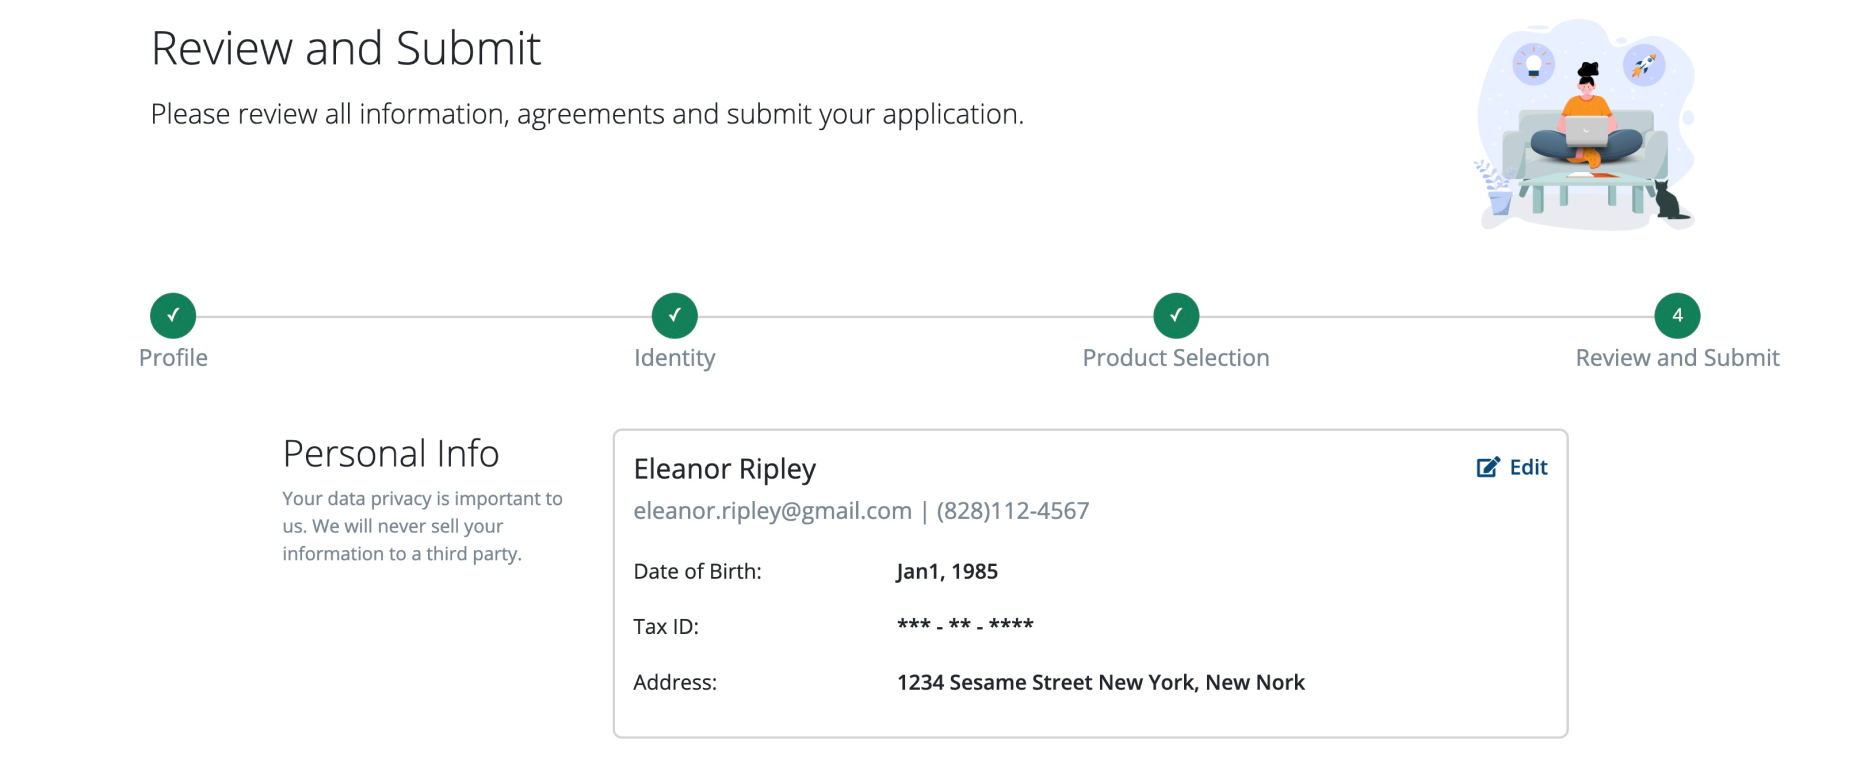 Review and Submit
Please review all information, agreements and submit your application.
4
Profile
Identity
Product Selection
Review and Submit
Personal Info
Your data privacy is important to
us. We will never sell your
information to a third party.
Eleanor Ripley
Edit
eleanor.ripley@gmail.com | (828)112-4567
Date of Birth: Jan1, 1985
Tax ID: *** - ** - ****
Address: 1234 Sesame Street New York, New Nork